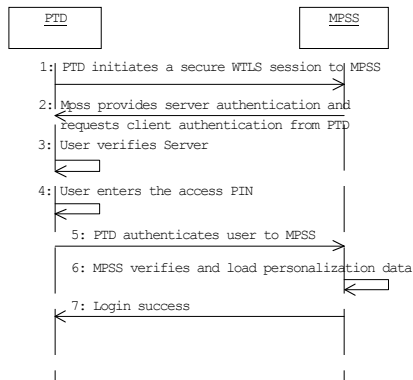 PTD
MPSS
1: PTD initiates a secure WTLS session to MPSS
2: Mpss provides server authentication and
requests client authentication from PTD
3: User verifies Server
4: User enters the access PIN
5: PTD authenticates user to MPSS
6: MPSS verifies and load personalization data
7: Login success